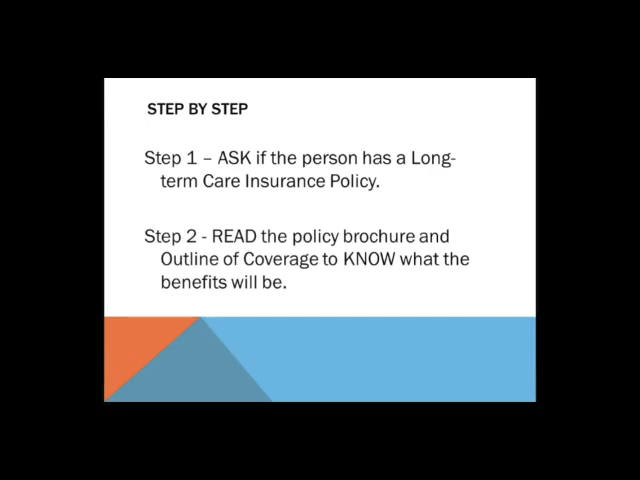 STEP BY STEP
Step 1 – ASK if the person has a Long-
term Care Insurance Policy.
Step 2 - READ the policy brochure and
Outline of Coverage to KNOW what the
benefits will be.